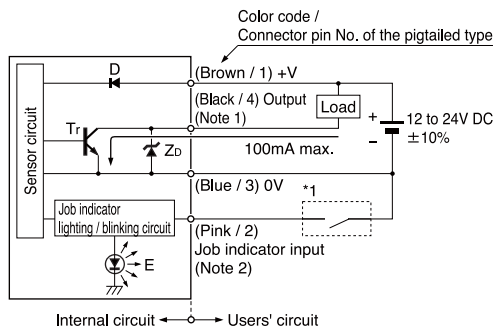 Color code /
Connector pin No. of the pigtailed type
D
(Brown / 1) +V
(Black / 4) Output
(Note 1)
Load
+
12 to 24V DC
±10%
−
Sensor circuit
Tr
ZD
100mA max.
(Blue / 3) 0V
*1
Job indicator
lighting / blinking circuit
(Pink / 2)
Job indicator input
(Note 2)
E
Internal circuit
Users' circuit